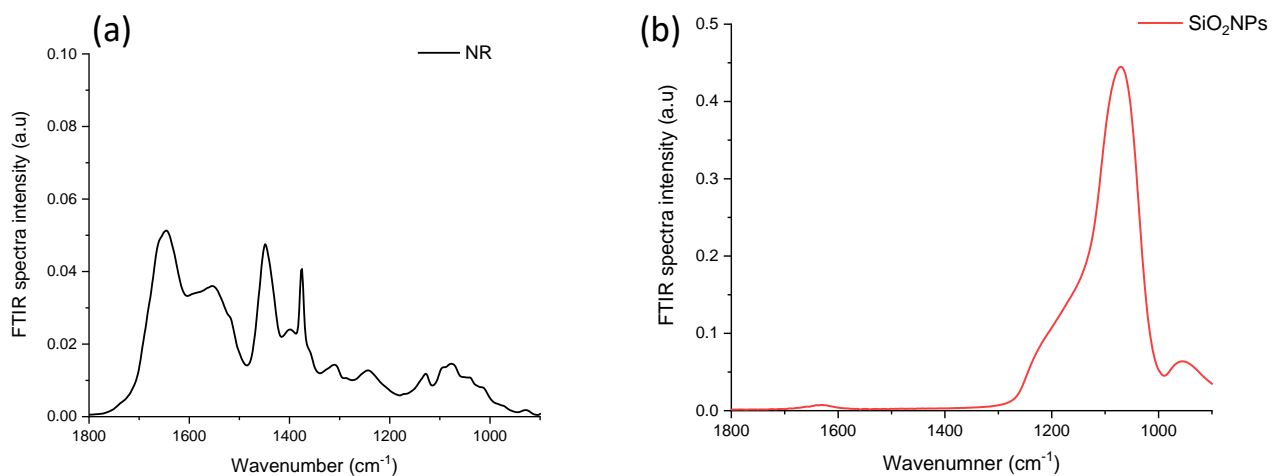 (a)
NR
0.10
0.08
0.06
0.04
0.02
0.00
1800
1600
1400
1200
1000
Wavenumber (cm⁻¹)
FTIR spectra intensity (a.u)
(b)
SiO₂NPs
0.5
0.4
0.3
0.2
0.1
0.0
1800
1600
1400
1200
1000
Wavenumner (cm⁻¹)
FTIR spectra intensity (a.u)